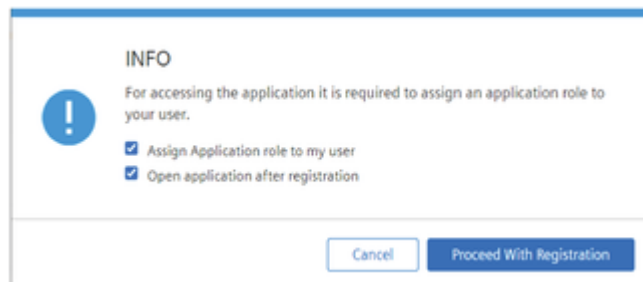 INFO
For accessing the application it is required to assign an application role to
your user.
Assign Application role to my user
Open application after registration
Cancel
Proceed With Registration